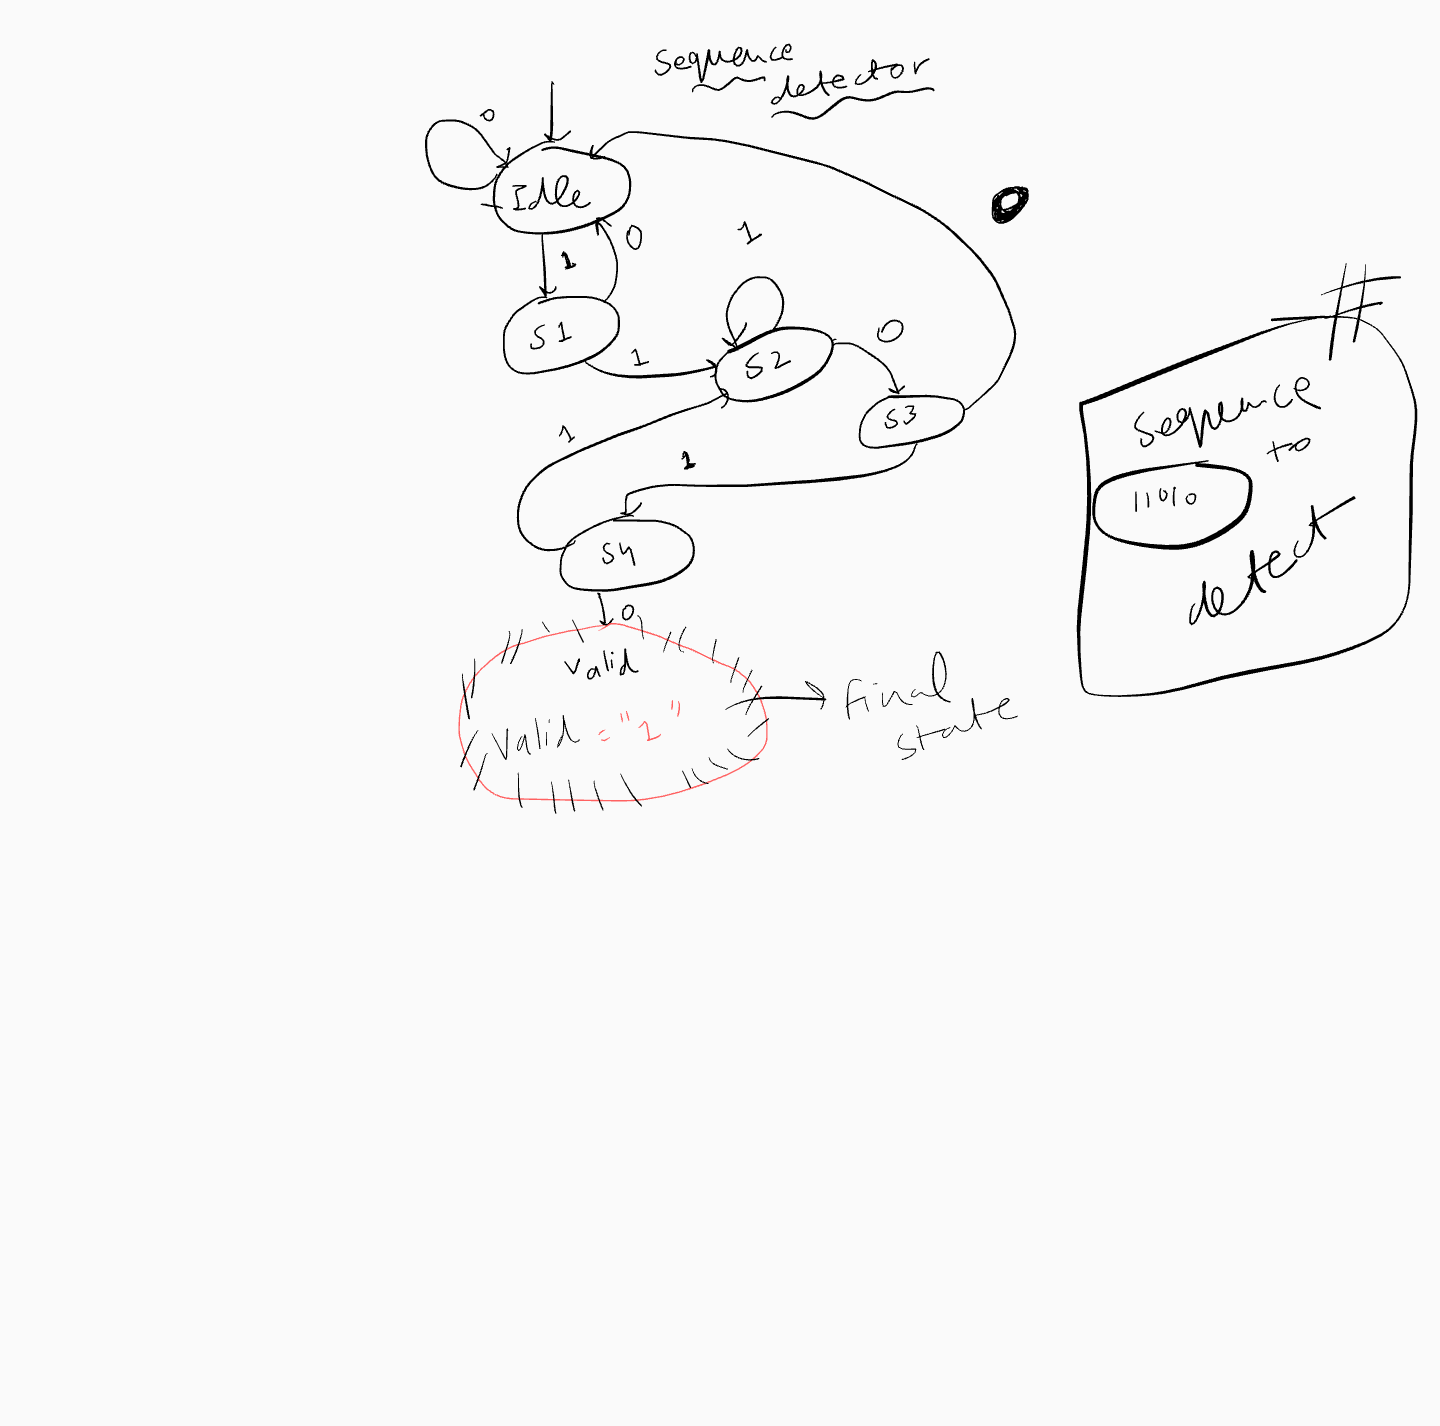 Sequence
detector
0
Idle
0
1
0
1
S1
1
S2
0
S3
1
1
S4
0
Valid
Valid = "1"
Final
state
#
Sequence
to
11010
detect